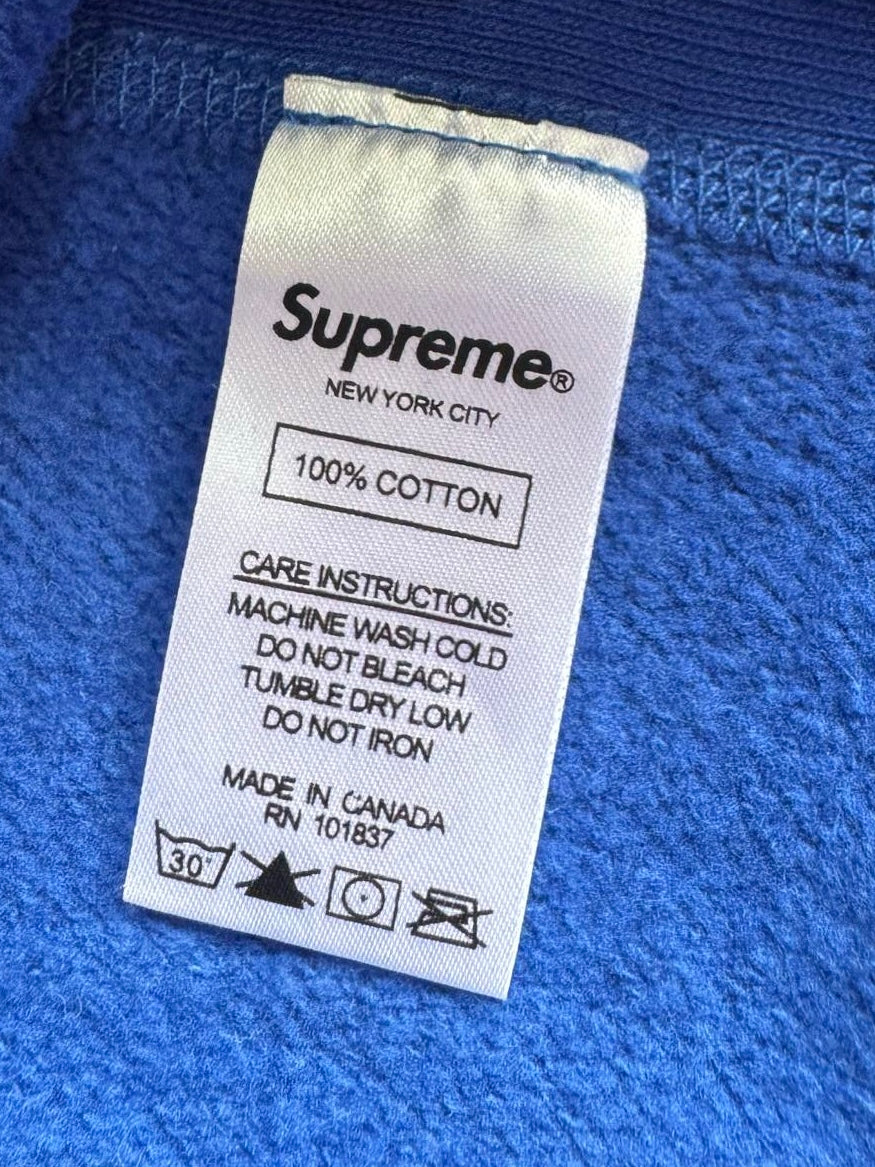 Supreme®
NEW YORK CITY
100% COTTON
CARE INSTRUCTIONS:
MACHINE WASH COLD
DO NOT BLEACH
TUMBLE DRY LOW
DO NOT IRON
MADE IN CANADA
RN 101837
30°